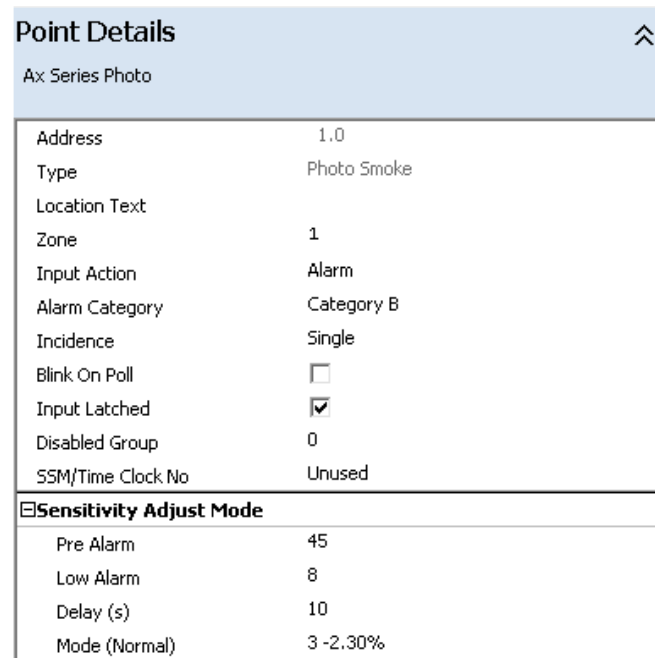 Point Details
Ax Series Photo
Address 1.0
Type Photo Smoke
Location Text
Zone 1
Input Action Alarm
Alarm Category Category B
Incidence Single
Blink On Poll
Input Latched
Disabled Group 0
SSM/Time Clock No Unused
Sensitivity Adjust Mode
Pre Alarm 45
Low Alarm 8
Delay (s) 10
Mode (Normal) 3 -2.30%